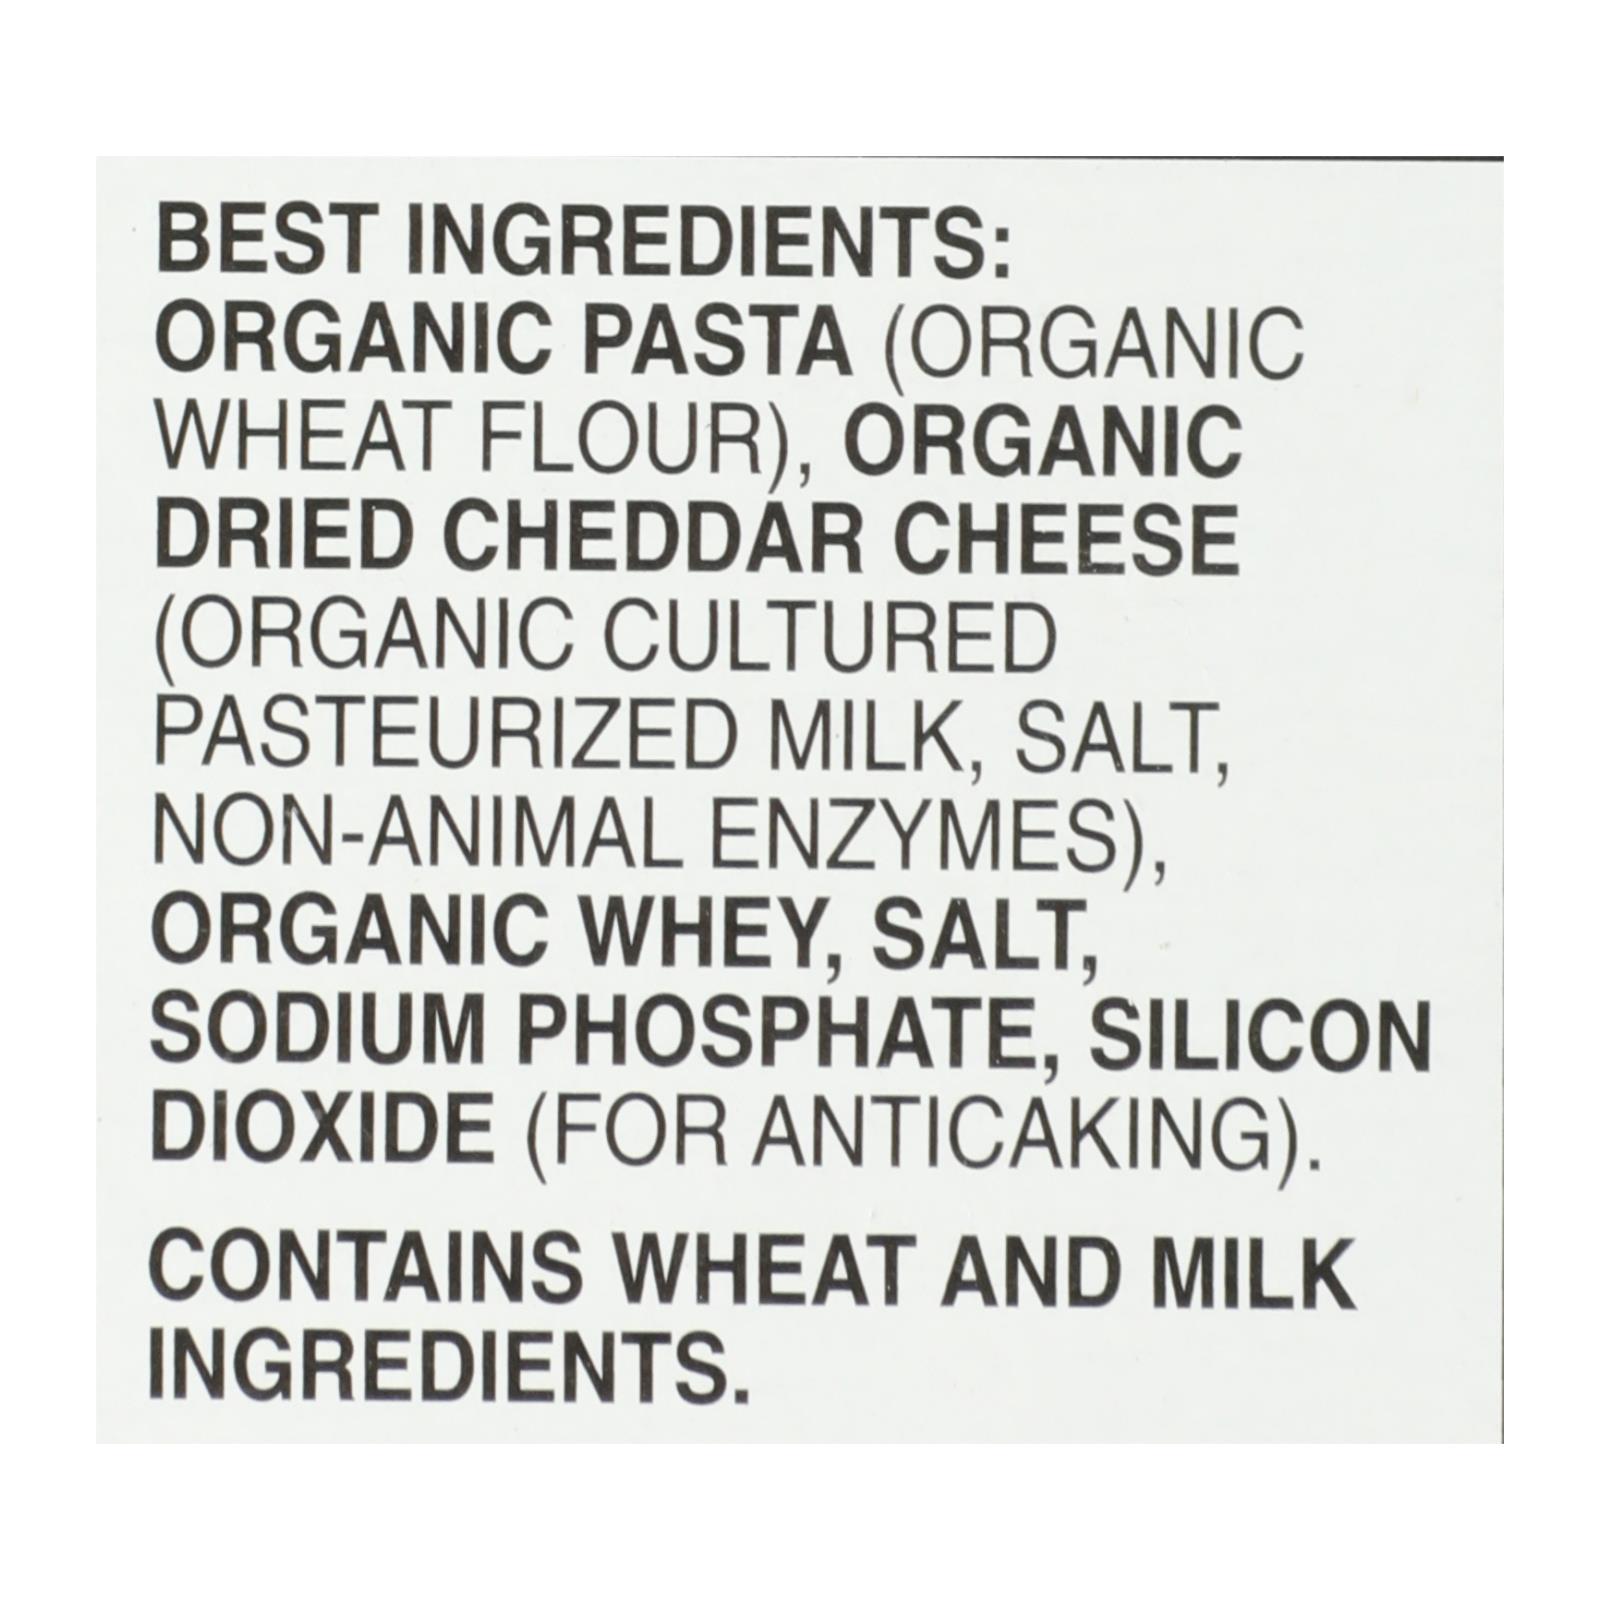 BEST INGREDIENTS:
ORGANIC PASTA (ORGANIC
WHEAT FLOUR), ORGANIC
DRIED CHEDDAR CHEESE
(ORGANIC CULTURED
PASTEURIZED MILK, SALT,
NON-ANIMAL ENZYMES),
ORGANIC WHEY, SALT,
SODIUM PHOSPHATE, SILICON
DIOXIDE (FOR ANTICAKING).
CONTAINS WHEAT AND MILK
INGREDIENTS.